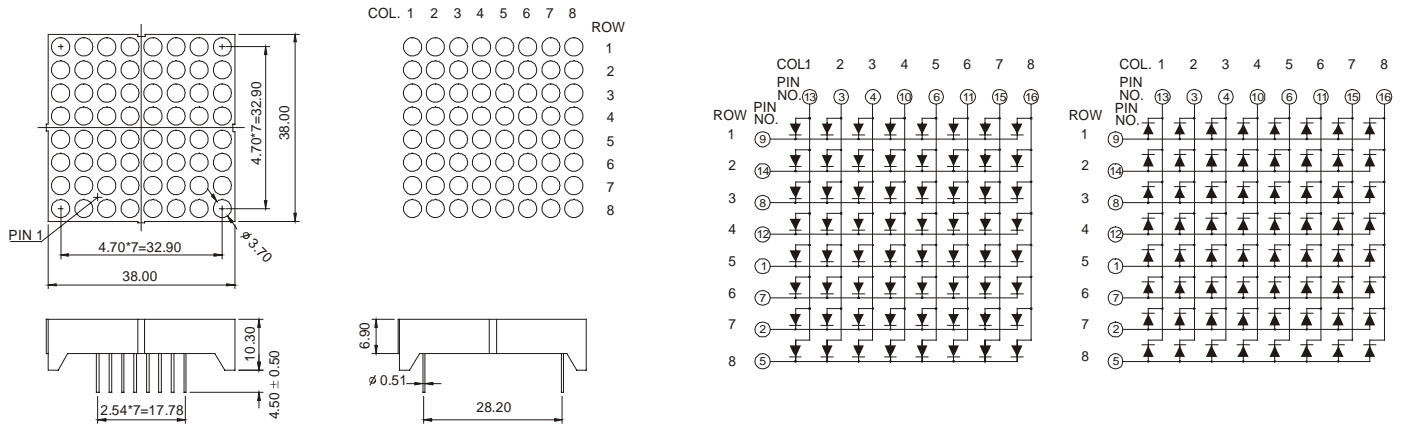 COL. 1 2 3 4 5 6 7 8
ROW
1
2
3
4
5
6
7
8
4.70*7=32.90
38.00
PIN 1
4.70*7=32.90
ø3.70
38.00
10.30
4.50 ± 0.50
2.54*7=17.78
6.90
ø 0.51
28.20
COL.1 2 3 4 5 6 7 8
PIN
NO. 13 3 4 10 6 11 15 16
ROW PIN
NO.
1 9
2 14
3 8
4 12
5 1
6 7
7 2
8 5
COL. 1 2 3 4 5 6 7 8
PIN
NO. 13 3 4 10 6 11 15 16
ROW PIN
NO.
1 9
2 14
3 8
4 12
5 1
6 7
7 2
8 5